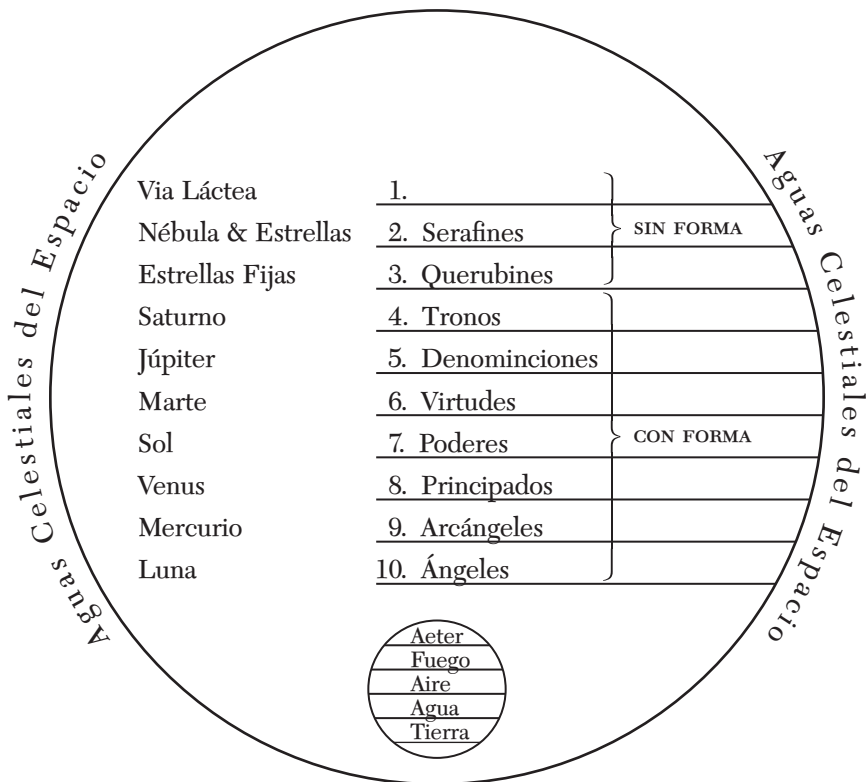 Aguas Celestiales del Espacio
Aguas Celestiales del Espacio
Via Láctea 1.
Nébula & Estrellas 2. Serafines SIN FORMA
Estrellas Fijas 3. Querubines
Saturno 4. Tronos
Júpiter 5. Denominciones
Marte 6. Virtudes
Sol 7. Poderes CON FORMA
Venus 8. Principados
Mercurio 9. Arcángeles
Luna 10. Ángeles
Aeter
Fuego
Aire
Agua
Tierra